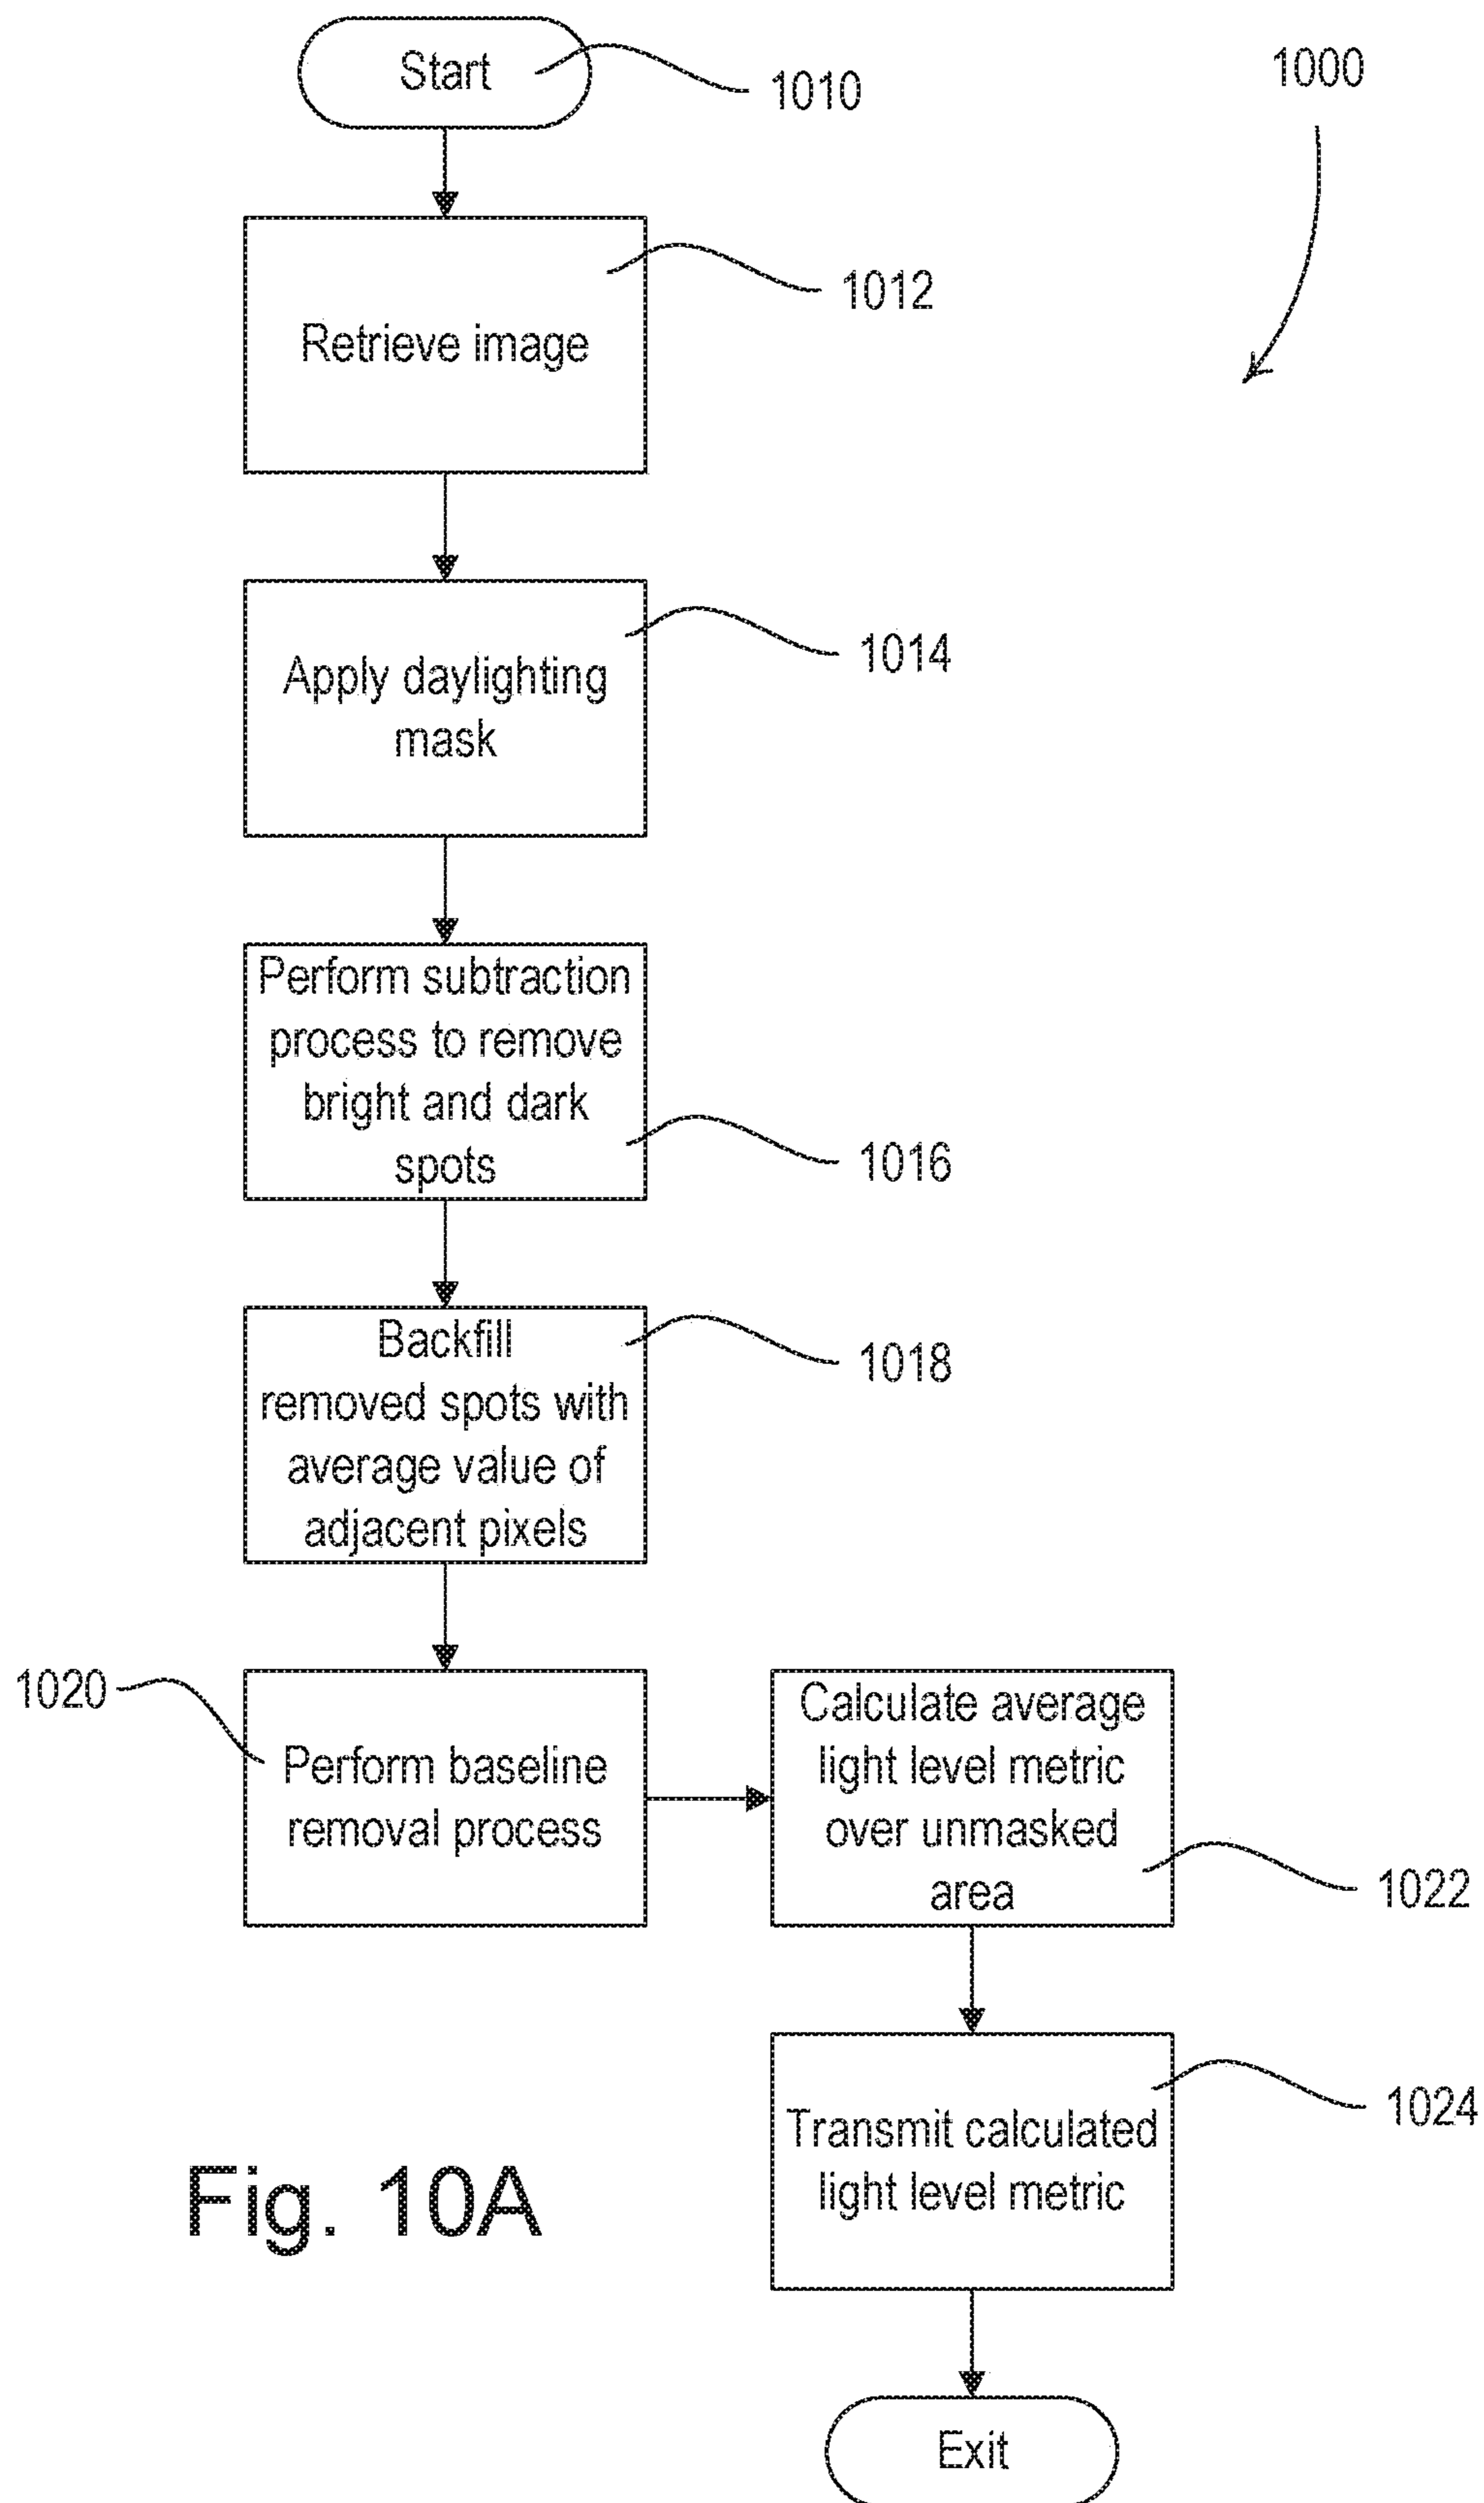 Start
1010
1000
Retrieve image
1012
Apply daylighting
mask
1014
Perform subtraction
process to remove
bright and dark
spots
1016
Backfill
removed spots with
average value of
adjacent pixels
1018
1020
Perform baseline
removal process
Calculate average
light level metric
over unmasked
area
1022
Transmit calculated
light level metric
1024
Fig. 10A
Exit